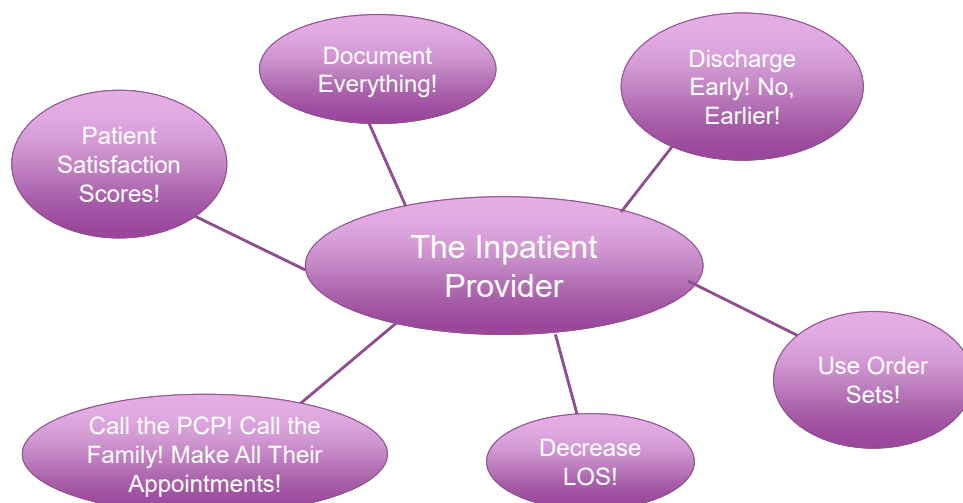 Document
Everything!
Discharge
Early! No,
Earlier!
Patient
Satisfaction
Scores!
The Inpatient
Provider
Use Order
Sets!
Call the PCP! Call the
Family! Make All Their
Appointments!
Decrease
LOS!